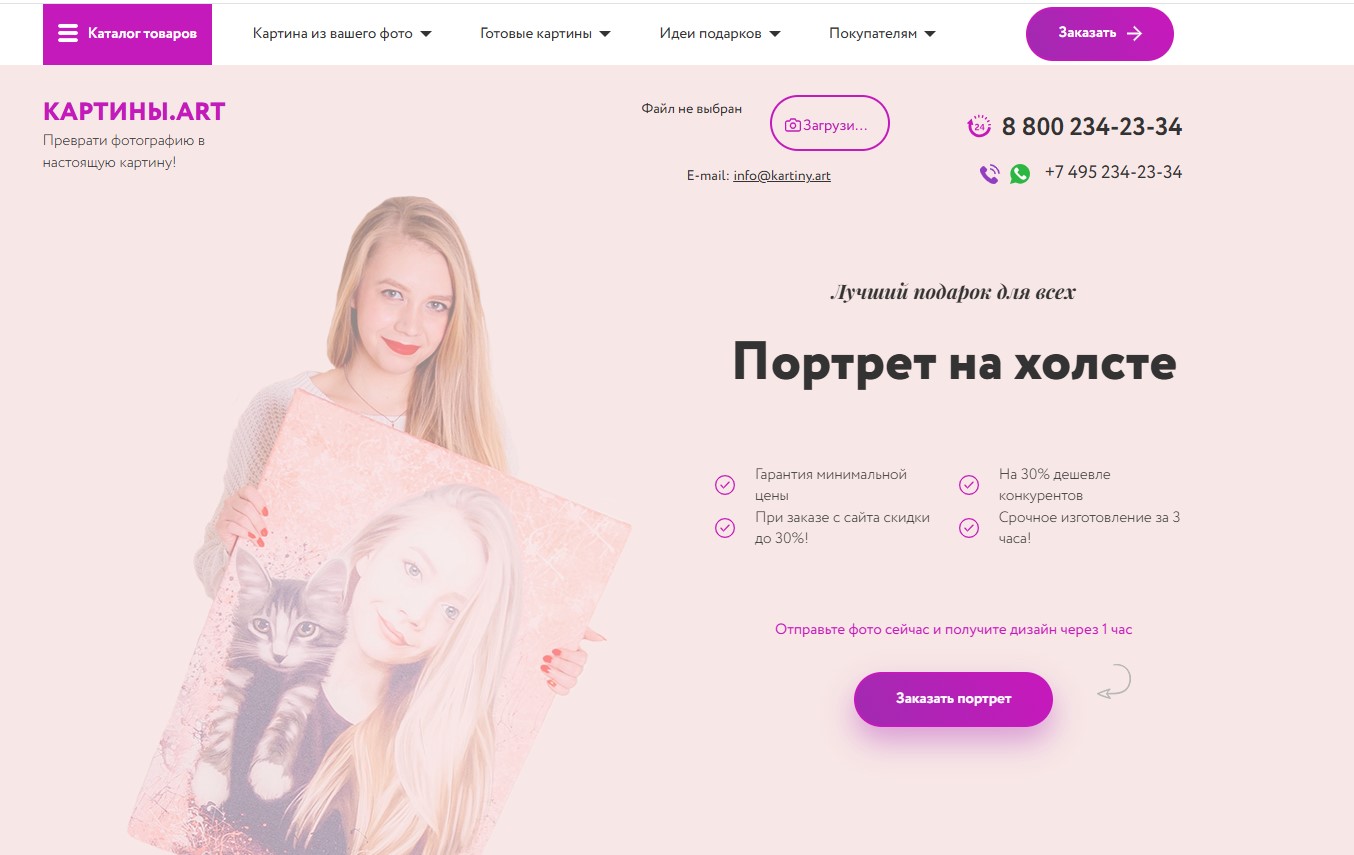 Каталог товаров
Картина из вашего фото
Готовые картины
Идеи подарков
Покупателям
Заказать
КАРТИНЫ.ART
Преврати фотографию в
настоящую картину!
Файл не выбран
Загрузи...
E-mail: info@kartiny.art
24
8 800 234-23-34
+7 495 234-23-34
Лучший подарок для всех
Портрет на холсте
Гарантия минимальной
цены
На 30% дешевле
конкурентов
При заказе с сайта скидки
до 30%!
Срочное изготовление за 3
часа!
Отправьте фото сейчас и получите дизайн через 1 час
Заказать портрет